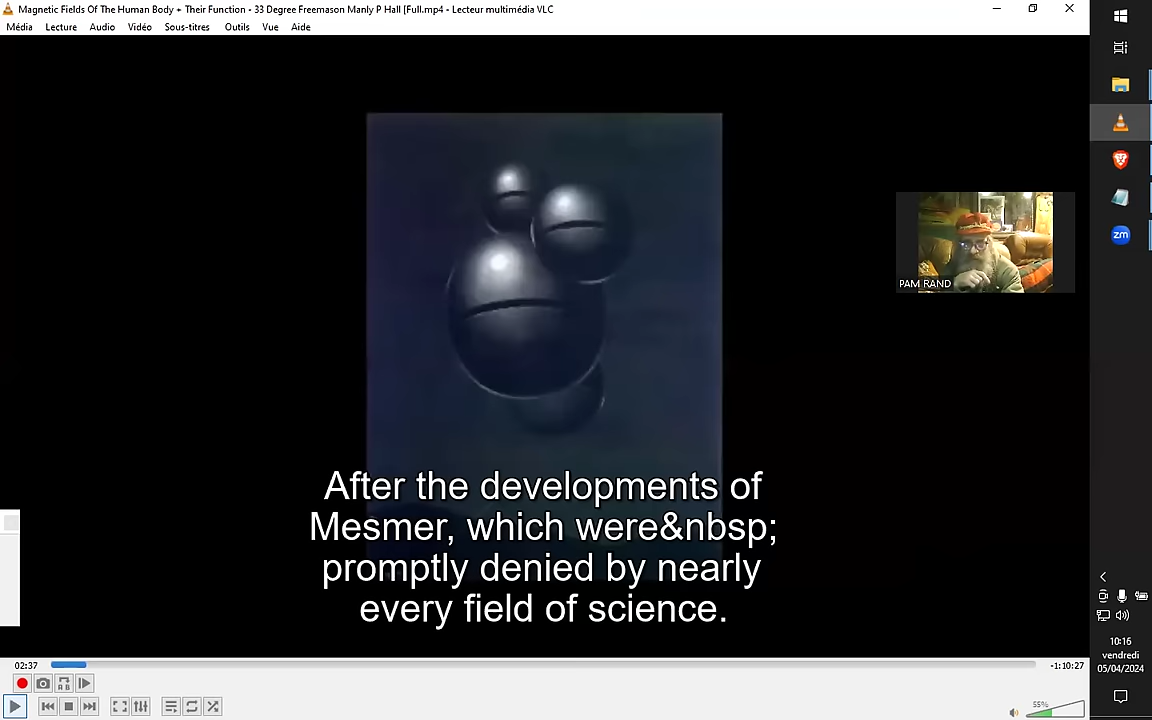 Magnetic Fields Of The Human Body + Their Function - 33 Degree Freemason Manly P Hall [Full.mp4 - Lecteur multimédia VLC
Média Lecture Audio Vidéo Sous-titres Outils Vue Aide
zm
PAM RAND
After the developments of
Mesmer, which were&nbsp;
promptly denied by nearly
every field of science.
10:16
vendredi
05/04/2024
02:37
-1:10:27
55%